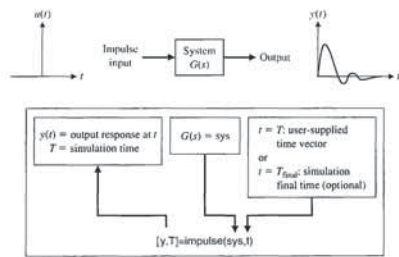 u(t)
t
Impulse
input
System
G(s)
Output
y(t)
t
y(t) = output response at t
T = simulation time
G(s) = sys
t = T: user-supplied
time vector
or
t = T_final: simulation
final time (optional)
[y,T]=impulse(sys,t)